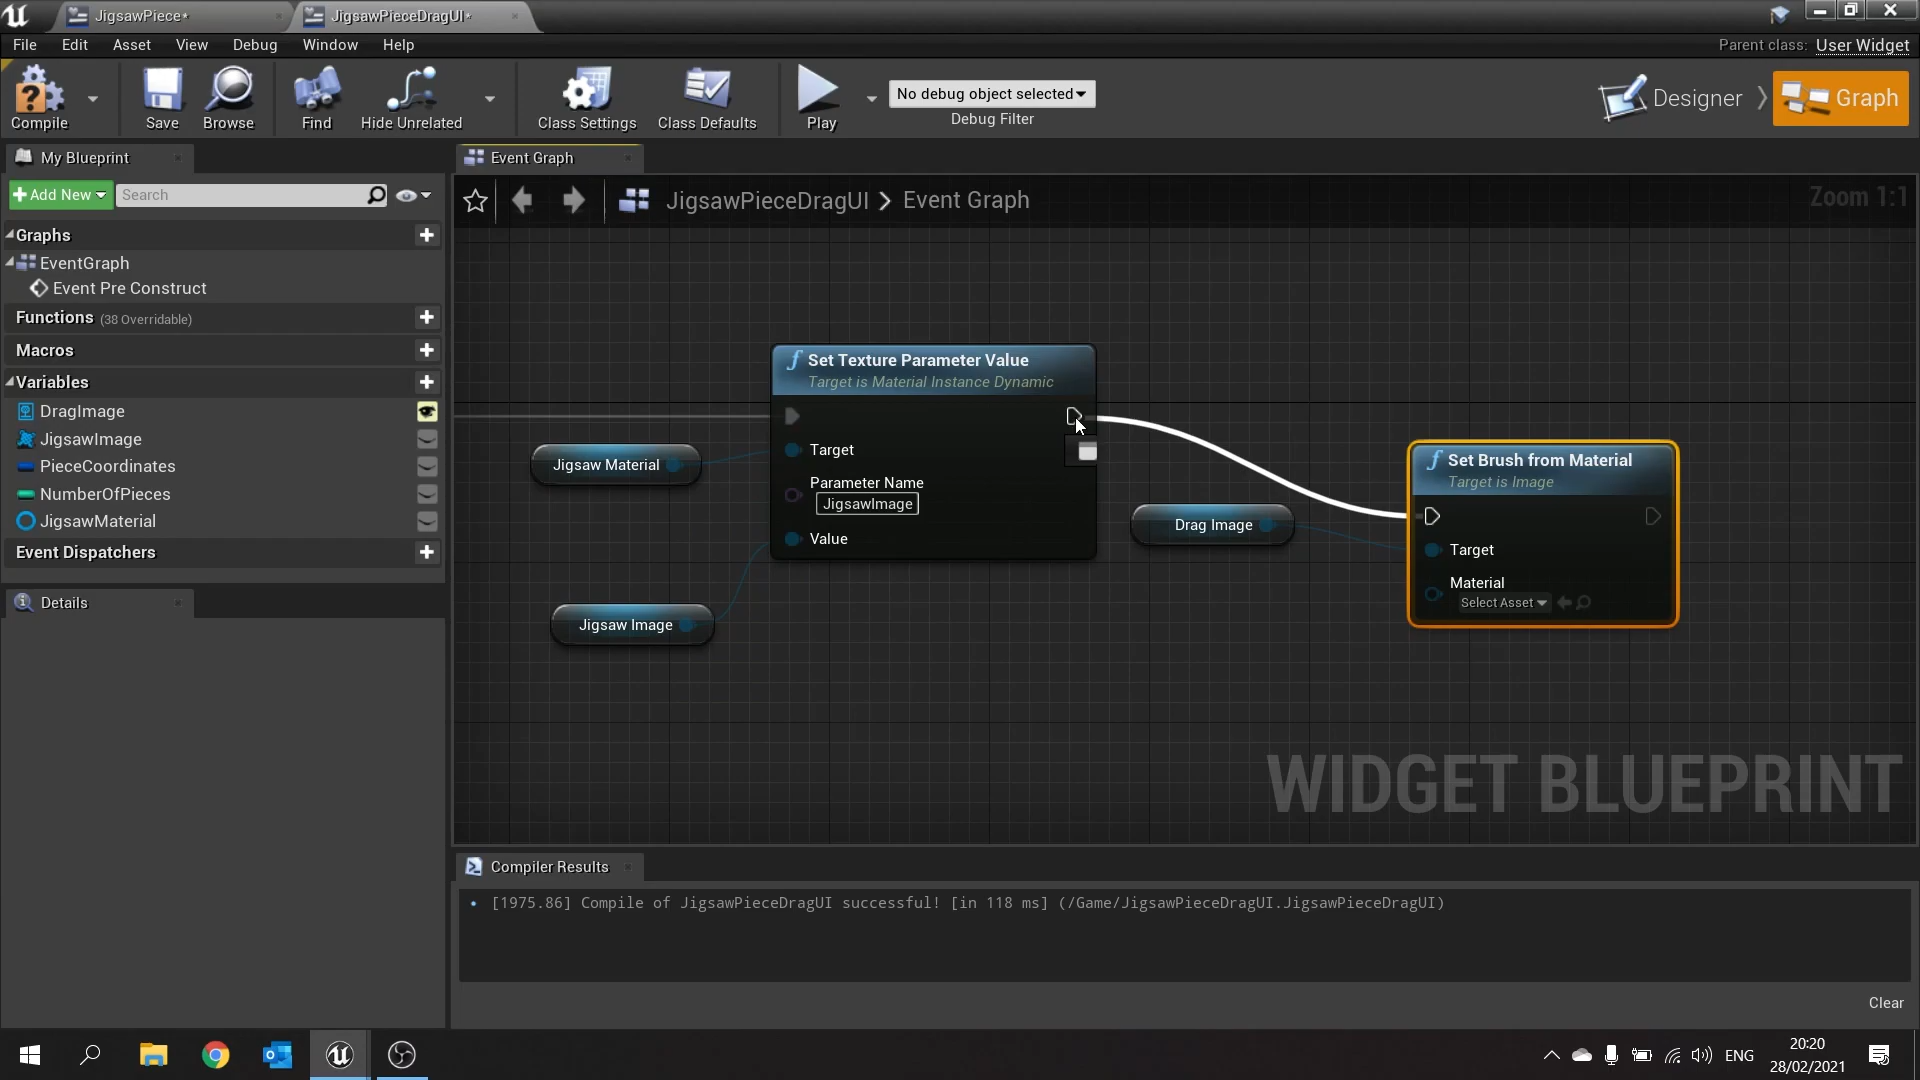 JigsawPiece*
JigsawPieceDragUI*
File Edit Asset View Debug Window Help
Parent class: User Widget
Compile
Save
Browse
Find
Hide Unrelated
Class Settings
Class Defaults
Play
No debug object selected
Debug Filter
Designer
Graph
My Blueprint
Event Graph
Add New
Search
JigsawPieceDragUI > Event Graph
Zoom 1:1
Graphs
EventGraph
Event Pre Construct
Functions (38 Overridable)
Macros
Variables
DragImage
JigsawImage
PieceCoordinates
NumberOfPieces
JigsawMaterial
Event Dispatchers
Details
Set Texture Parameter Value
Target is Material Instance Dynamic
Target
Parameter Name
JigsawImage
Value
Jigsaw Material
Jigsaw Image
Drag Image
Set Brush from Material
Target is Image
Target
Material
Select Asset
WIDGET BLUEPRINT
Compiler Results
[1975.86] Compile of JigsawPieceDragUI successful! [in 118 ms] (/Game/JigsawPieceDragUI.JigsawPieceDragUI)
Clear
ENG
20:20
28/02/2021